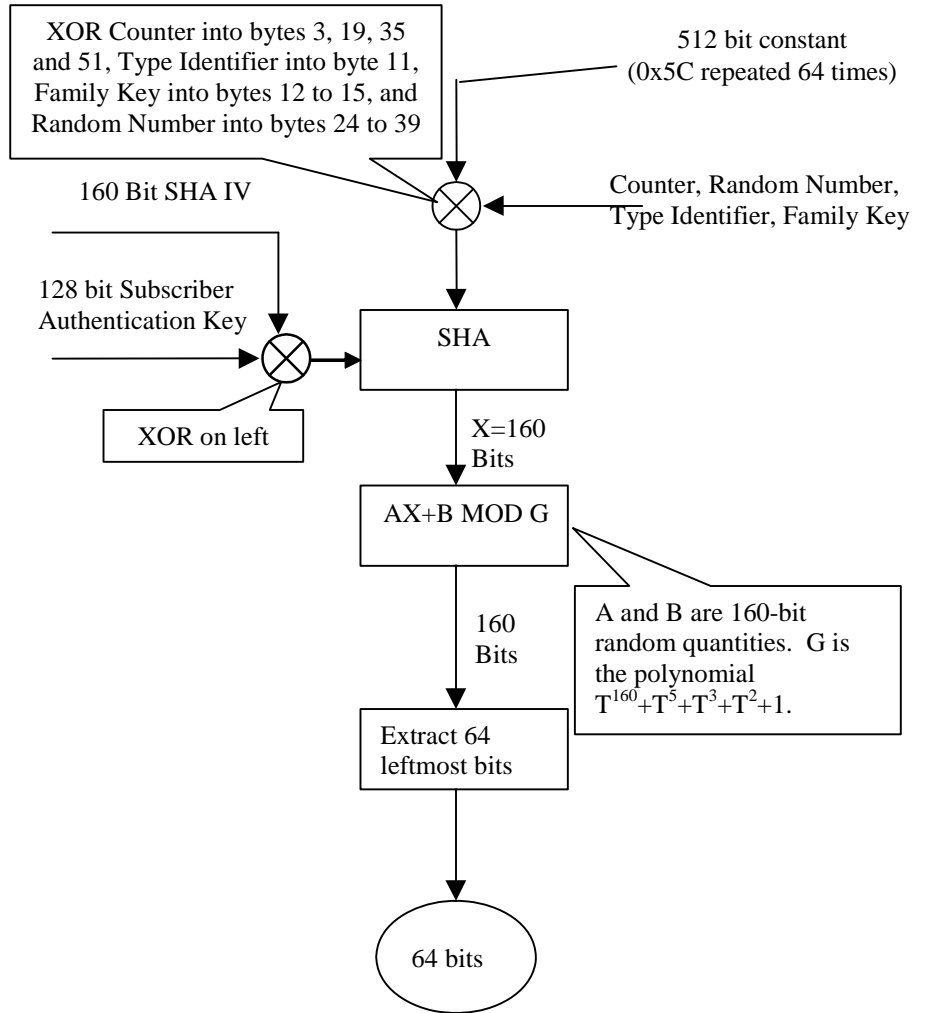 XOR Counter into bytes 3, 19, 35
and 51, Type Identifier into byte 11,
Family Key into bytes 12 to 15, and
Random Number into bytes 24 to 39
512 bit constant
(0x5C repeated 64 times)
160 Bit SHA IV
Counter, Random Number,
Type Identifier, Family Key
128 bit Subscriber
Authentication Key
SHA
XOR on left
X=160
Bits
AX+B MOD G
A and B are 160-bit
random quantities. G is
the polynomial
T¹⁶⁰+T⁵+T³+T²+1.
160
Bits
Extract 64
leftmost bits
64 bits